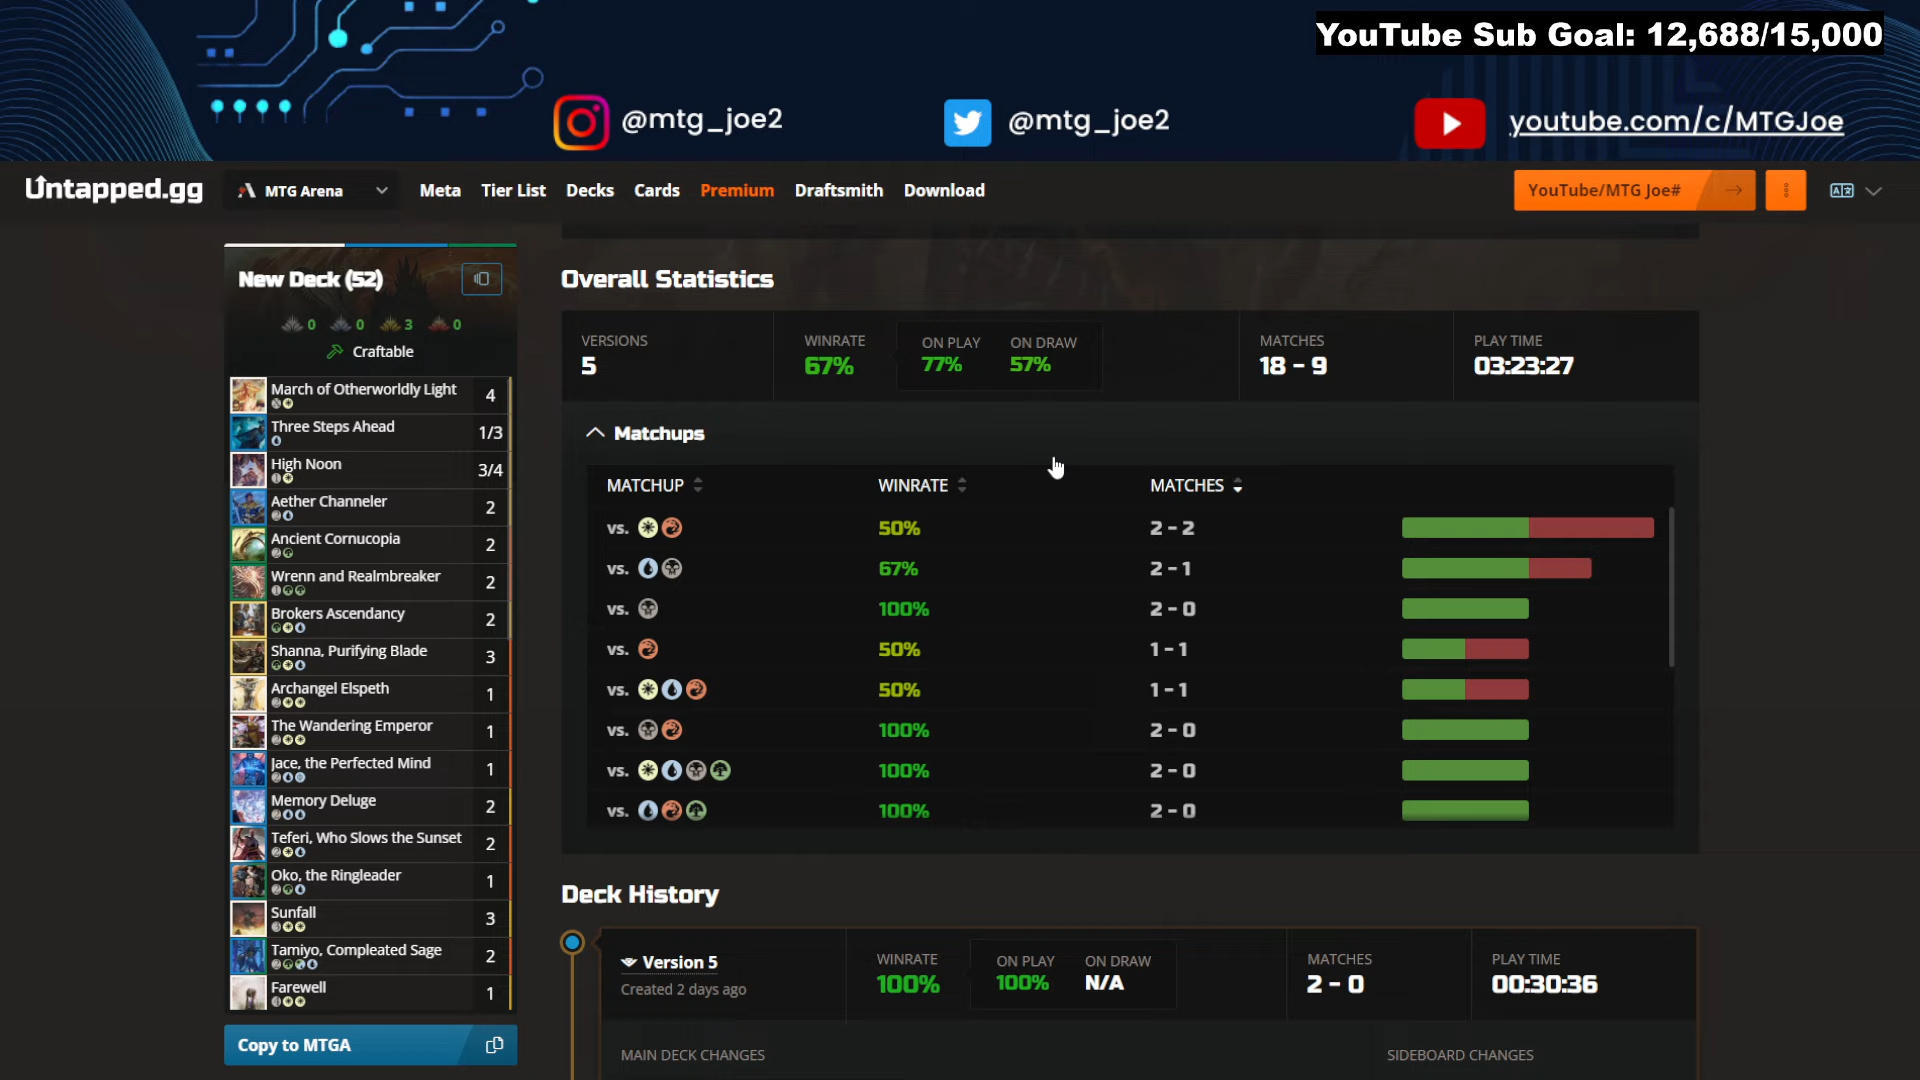 YouTube Sub Goal: 12,688/15,000
@mtg_joe2
@mtg_joe2
youtube.com/c/MTGJoe
Untapped.gg
MTG Arena
Meta
Tier List
Decks
Cards
Premium
Draftsmith
Download
YouTube/MTG Joe#
New Deck (52)
0
0
3
0
Craftable
March of Otherworldly Light 4
Three Steps Ahead 1/3
High Noon 3/4
Aether Channeler 2
Ancient Cornucopia 2
Wrenn and Realmbreaker 2
Brokers Ascendancy 2
Shanna, Purifying Blade 3
Archangel Elspeth 1
The Wandering Emperor 1
Jace, the Perfected Mind 1
Memory Deluge 2
Teferi, Who Slows the Sunset 2
Oko, the Ringleader 1
Sunfall 3
Tamiyo, Compleated Sage 2
Farewell 1
Copy to MTGA
Overall Statistics
VERSIONS
5
WINRATE
67%
ON PLAY
77%
ON DRAW
57%
MATCHES
18 - 9
PLAY TIME
03:23:27
Matchups
MATCHUP WINRATE MATCHES
vs. 50% 2 - 2
vs. 67% 2 - 1
vs. 100% 2 - 0
vs. 50% 1 - 1
vs. 50% 1 - 1
vs. 100% 2 - 0
vs. 100% 2 - 0
vs. 100% 2 - 0
Deck History
Version 5
Created 2 days ago
WINRATE
100%
ON PLAY
100%
ON DRAW
N/A
MATCHES
2 - 0
PLAY TIME
00:30:36
MAIN DECK CHANGES
SIDEBOARD CHANGES